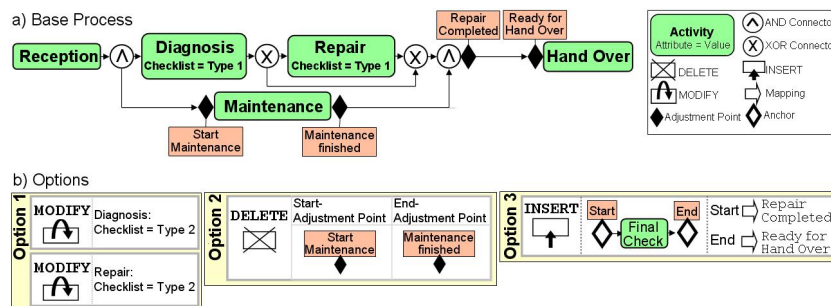 a) Base Process
Repair
Completed
Ready for
Hand Over
Reception
Diagnosis
Checklist = Type 1
Repair
Checklist = Type 1
Hand Over
Maintenance
Start
Maintenance
Maintenance
finished
Activity
Attribute = Value
AND Connector
XOR Connector
DELETE
INSERT
MODIFY
Mapping
Adjustment Point
Anchor
b) Options
Option 1
MODIFY
Diagnosis:
Checklist = Type 2
MODIFY
Repair:
Checklist = Type 2
Option 2
DELETE
Start-
Adjustment Point
Start
Maintenance
End-
Adjustment Point
Maintenance
finished
Option 3
INSERT
Start
Final
Check
End
Start
Repair
Completed
End
Ready for
Hand Over